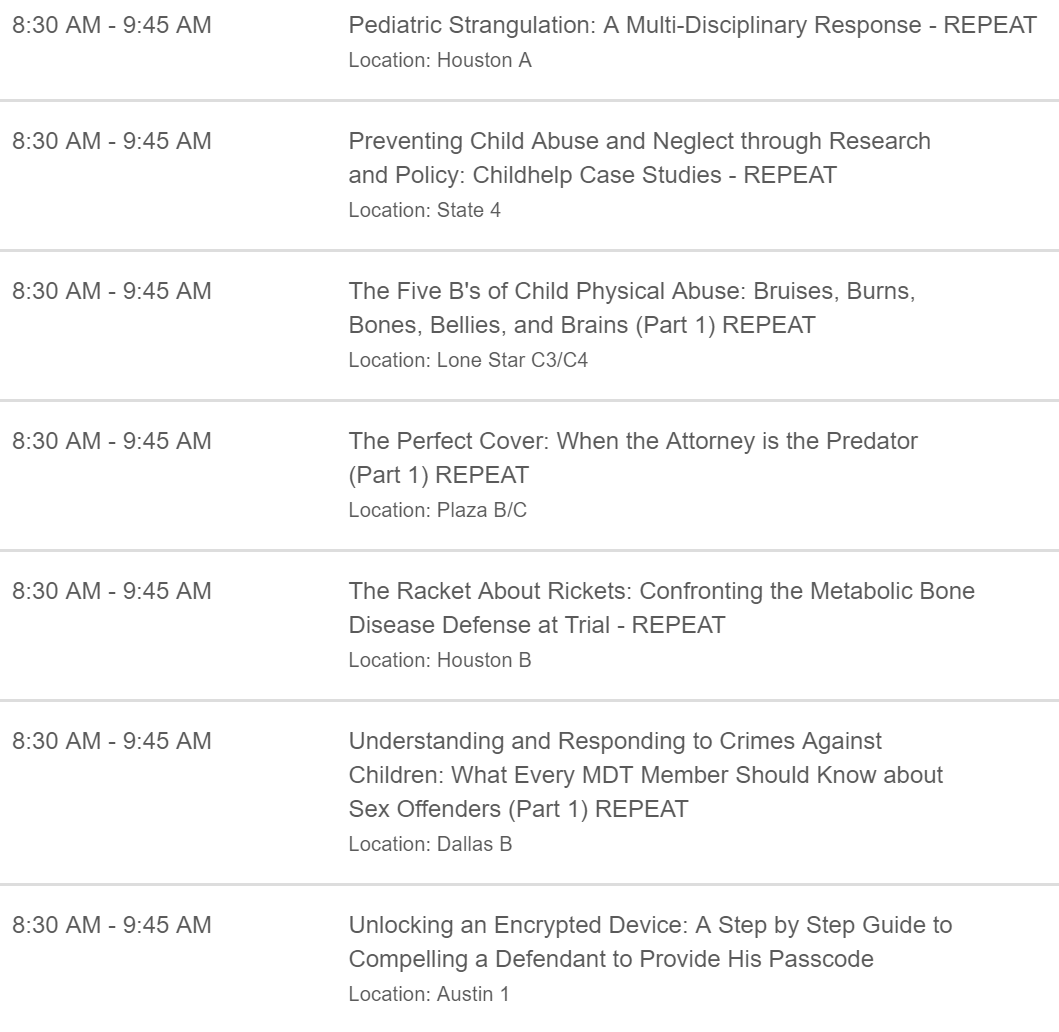 8:30 AM - 9:45 AM
Pediatric Strangulation: A Multi-Disciplinary Response - REPEAT
Location: Houston A
8:30 AM - 9:45 AM
Preventing Child Abuse and Neglect through Research
and Policy: Childhelp Case Studies - REPEAT
Location: State 4
8:30 AM - 9:45 AM
The Five B's of Child Physical Abuse: Bruises, Burns,
Bones, Bellies, and Brains (Part 1) REPEAT
Location: Lone Star C3/C4
8:30 AM - 9:45 AM
The Perfect Cover: When the Attorney is the Predator
(Part 1) REPEAT
Location: Plaza B/C
8:30 AM - 9:45 AM
The Racket About Rickets: Confronting the Metabolic Bone
Disease Defense at Trial - REPEAT
Location: Houston B
8:30 AM - 9:45 AM
Understanding and Responding to Crimes Against
Children: What Every MDT Member Should Know about
Sex Offenders (Part 1) REPEAT
Location: Dallas B
8:30 AM - 9:45 AM
Unlocking an Encrypted Device: A Step by Step Guide to
Compelling a Defendant to Provide His Passcode
Location: Austin 1